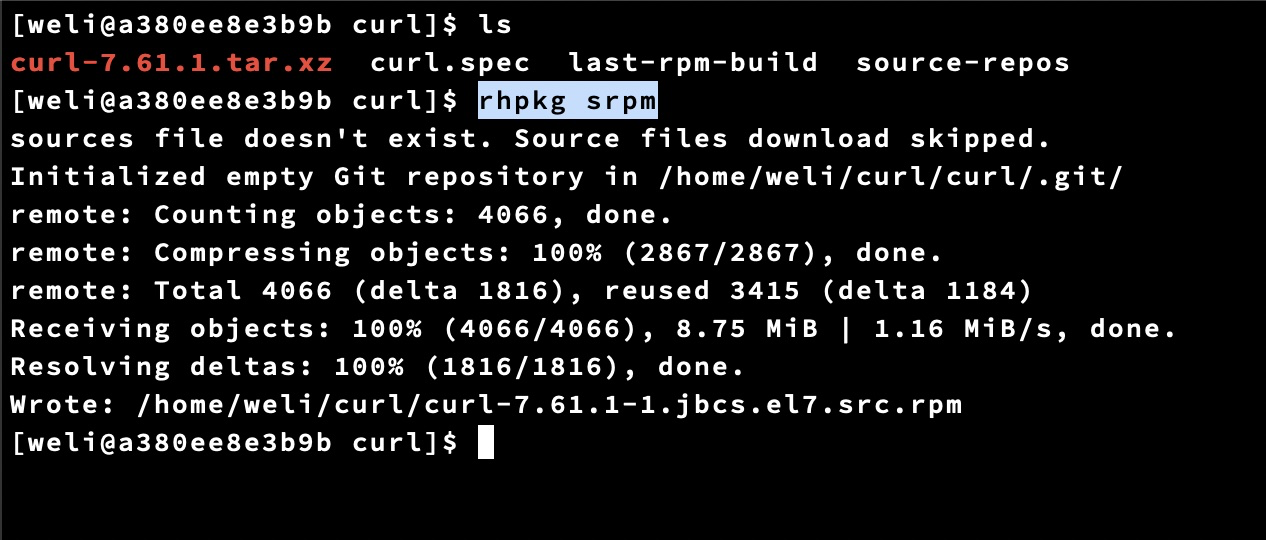 [weli@a380ee8e3b9b curl]$ ls
curl-7.61.1.tar.xz  curl.spec  last-rpm-build  source-repos
[weli@a380ee8e3b9b curl]$ rhpkg srpm
sources file doesn't exist. Source files download skipped.
Initialized empty Git repository in /home/weli/curl/curl/.git/
remote: Counting objects: 4066, done.
remote: Compressing objects: 100% (2867/2867), done.
remote: Total 4066 (delta 1816), reused 3415 (delta 1184)
Receiving objects: 100% (4066/4066), 8.75 MiB | 1.16 MiB/s, done.
Resolving deltas: 100% (1816/1816), done.
Wrote: /home/weli/curl/curl-7.61.1-1.jbcs.el7.src.rpm
[weli@a380ee8e3b9b curl]$